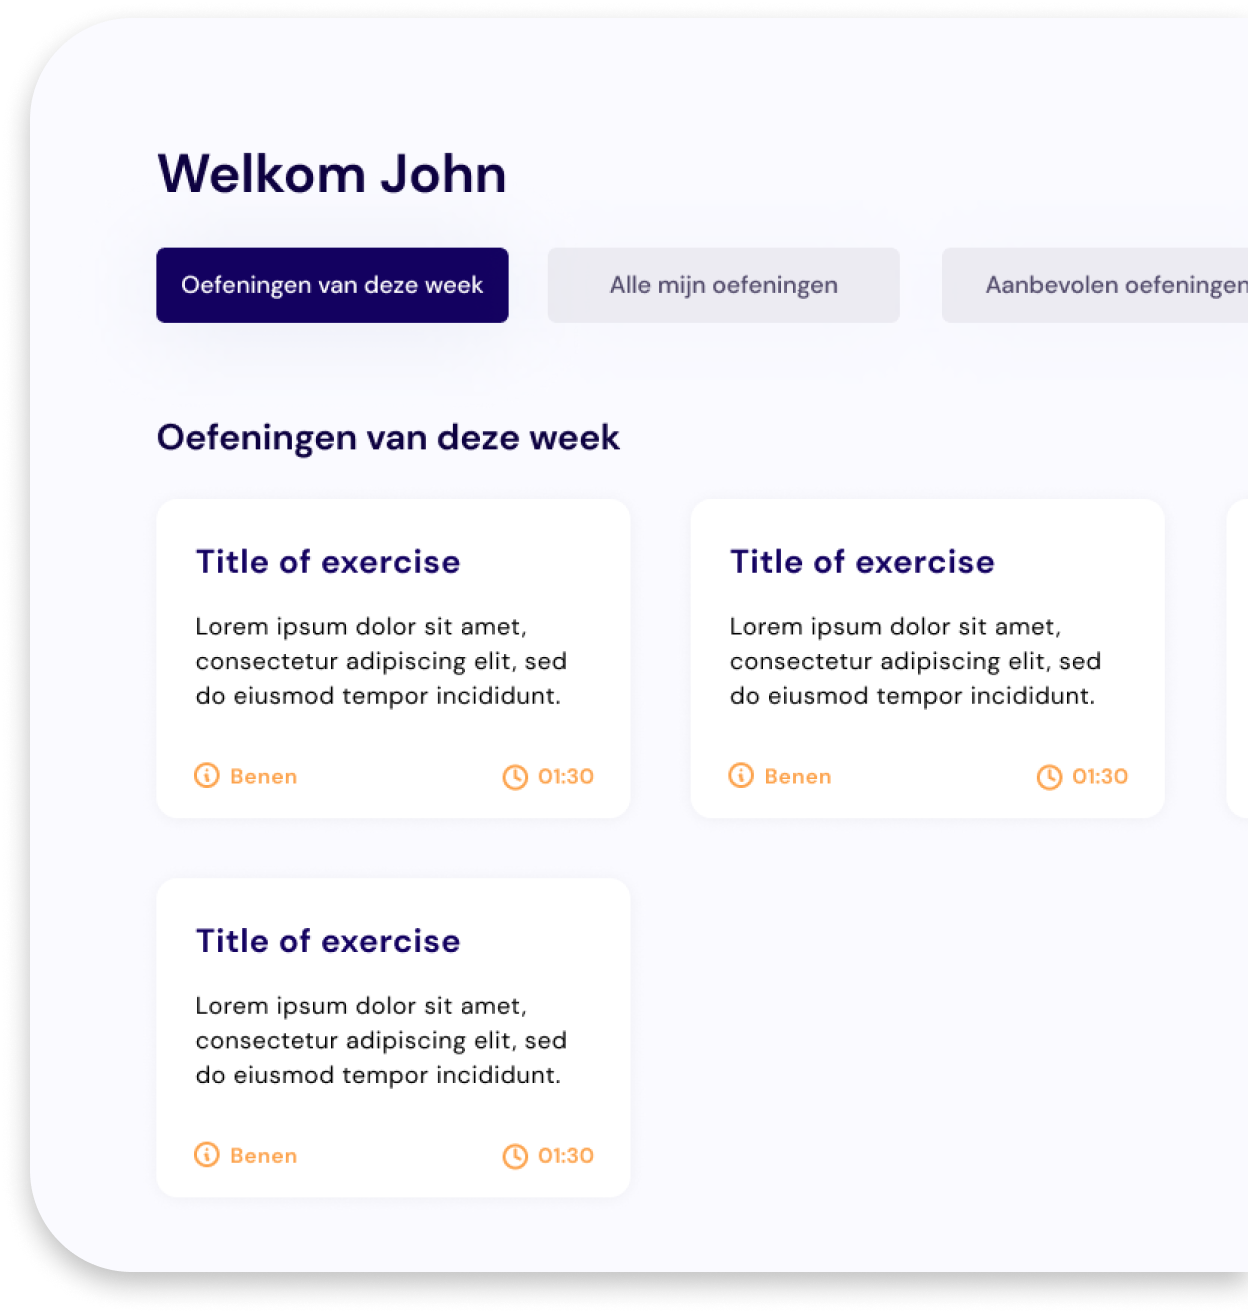 Welkom John
Oefeningen van deze week
Alle mijn oefeningen
Aanbevolen oefeningen
Oefeningen van deze week
Title of exercise
Lorem ipsum dolor sit amet,
consectetur adipiscing elit, sed
do eiusmod tempor incididunt.
Benen
01:30
Title of exercise
Lorem ipsum dolor sit amet,
consectetur adipiscing elit, sed
do eiusmod tempor incididunt.
Benen
01:30
Title of exercise
Lorem ipsum dolor sit amet,
consectetur adipiscing elit, sed
do eiusmod tempor incididunt.
Benen
01:30